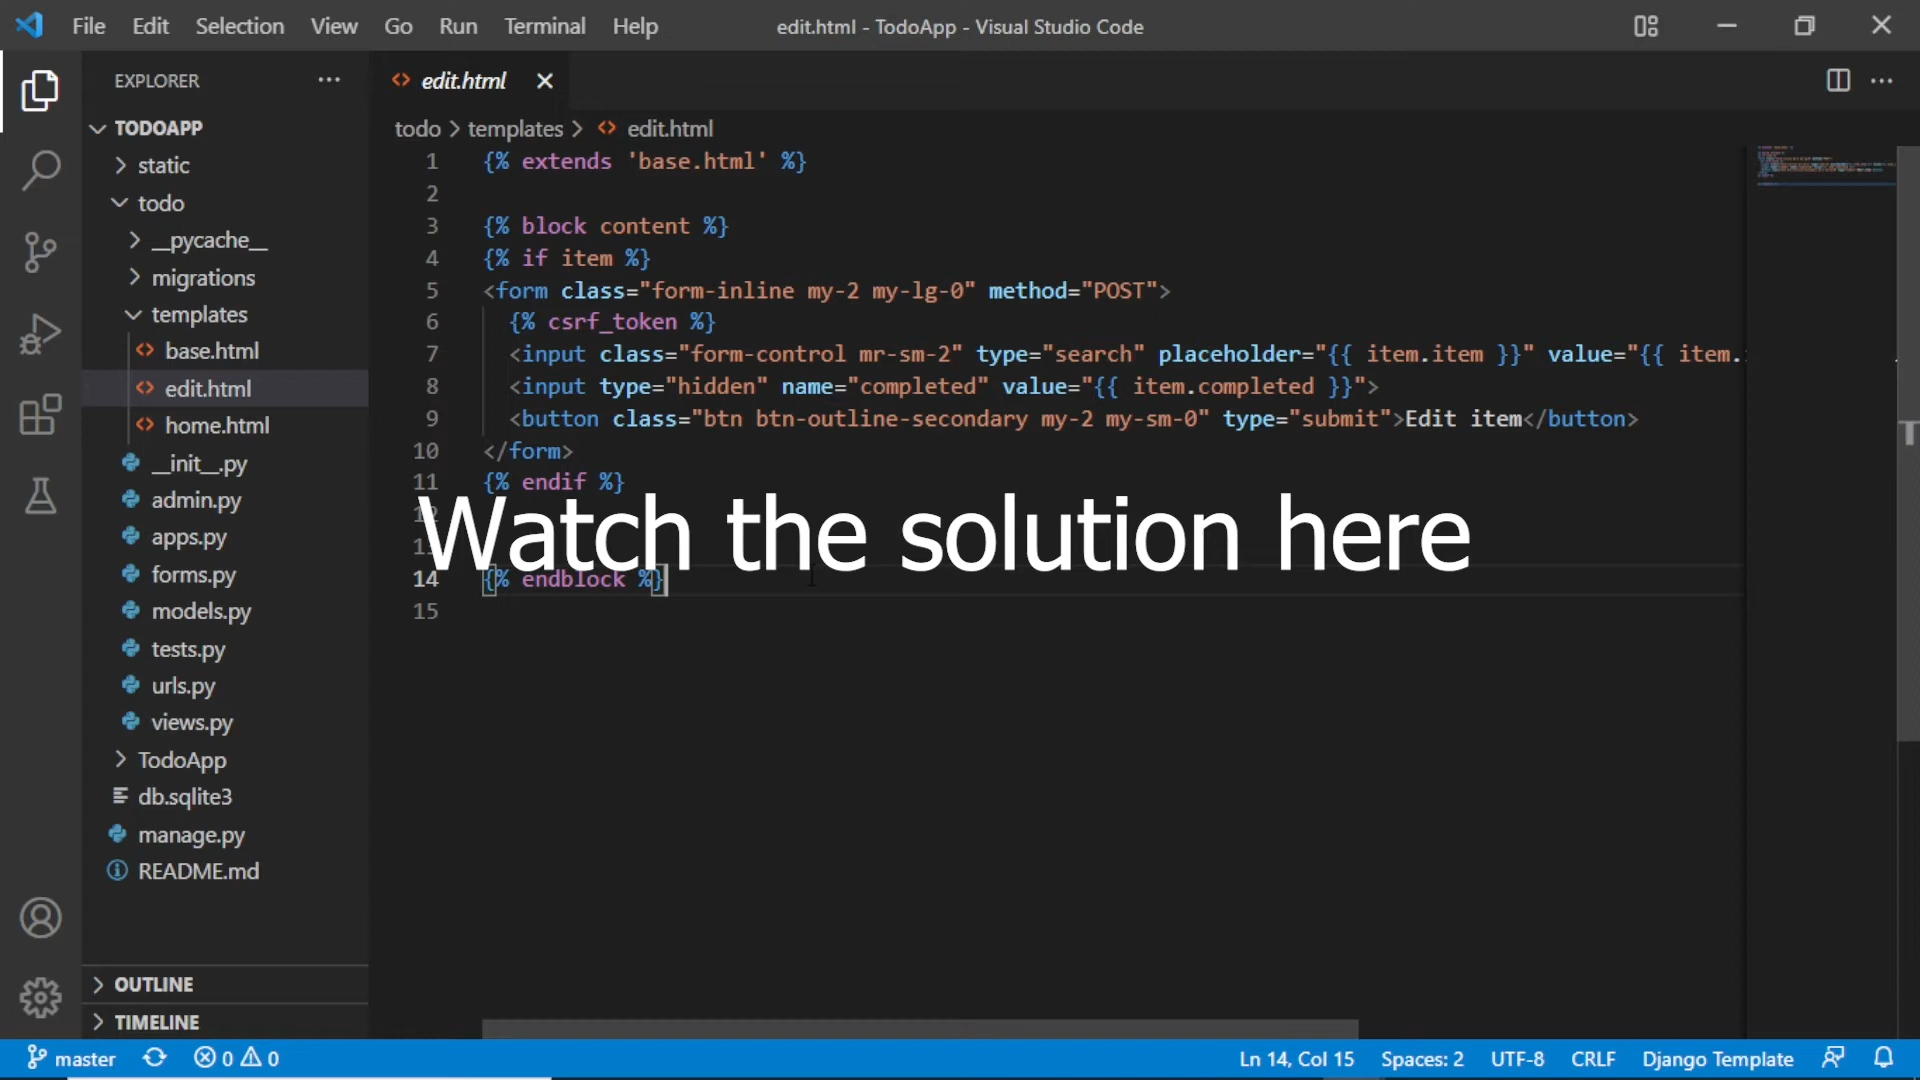 File Edit Selection View Go Run Terminal Help edit.html - TodoApp - Visual Studio Code
EXPLORER
edit.html
TODOAPP
static
todo
__pycache__
migrations
templates
base.html
edit.html
home.html
__init__.py
admin.py
apps.py
forms.py
models.py
tests.py
urls.py
views.py
TodoApp
db.sqlite3
manage.py
README.md
OUTLINE
TIMELINE
todo > templates > edit.html
1 {% extends 'base.html' %}
2
3 {% block content %}
4 {% if item %}
5 <form class="form-inline my-2 my-lg-0" method="POST">
6 {% csrf_token %}
7 <input class="form-control mr-sm-2" type="search" placeholder="{{ item.item }}" value="{{ item.
8 <input type="hidden" name="completed" value="{{ item.completed }}">
9 <button class="btn btn-outline-secondary my-2 my-sm-0" type="submit">Edit item</button>
10 </form>
11 {% endif %}
Watch the solution here
14 {% endblock %}
15
master 0 0 Ln 14, Col 15 Spaces: 2 UTF-8 CRLF Django Template